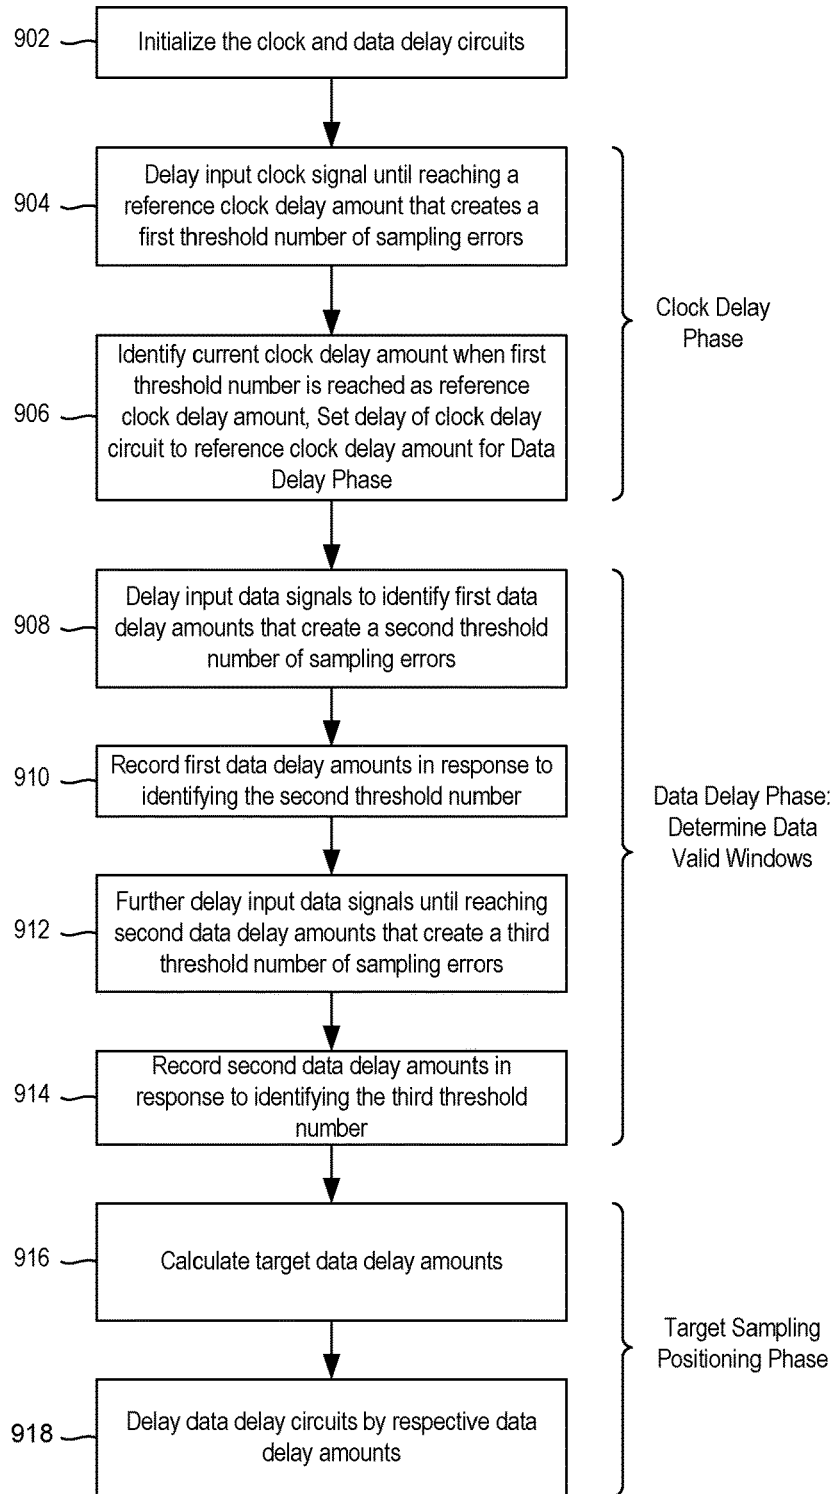 902
Initialize the clock and data delay circuits
904
Delay input clock signal until reaching a
reference clock delay amount that creates a
first threshold number of sampling errors
Clock Delay
Phase
906
Identify current clock delay amount when first
threshold number is reached as reference
clock delay amount, Set delay of clock delay
circuit to reference clock delay amount for Data
Delay Phase
908
Delay input data signals to identify first data
delay amounts that create a second threshold
number of sampling errors
910
Record first data delay amounts in response to
identifying the second threshold number
Data Delay Phase:
Determine Data
Valid Windows
912
Further delay input data signals until reaching
second data delay amounts that create a third
threshold number of sampling errors
914
Record second data delay amounts in
response to identifying the third threshold
number
916
Calculate target data delay amounts
Target Sampling
Positioning Phase
918
Delay data delay circuits by respective data
delay amounts